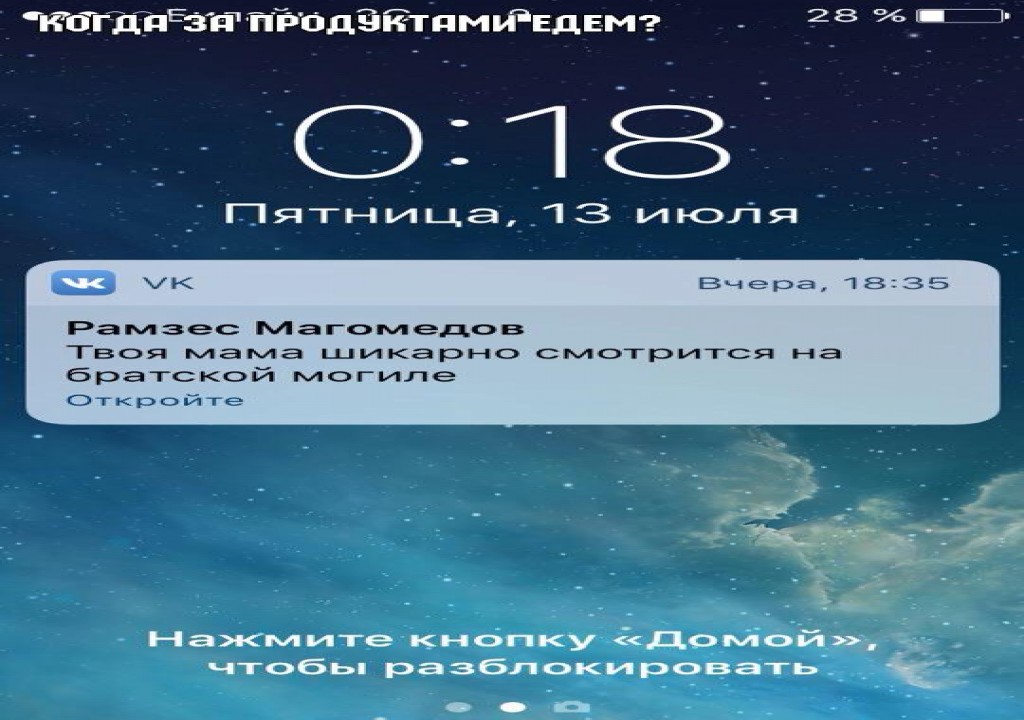 КОГДА ЗА ПРОДУКТАМИ ЕДЕМ?
28 %
0:18
Пятница, 13 июля
VK VK Вчера, 18:35
Рамзес Магомедов
Твоя мама шикарно смотрится на
братской могиле
Откройте
Нажмите кнопку «Домой»,
чтобы разблокировать